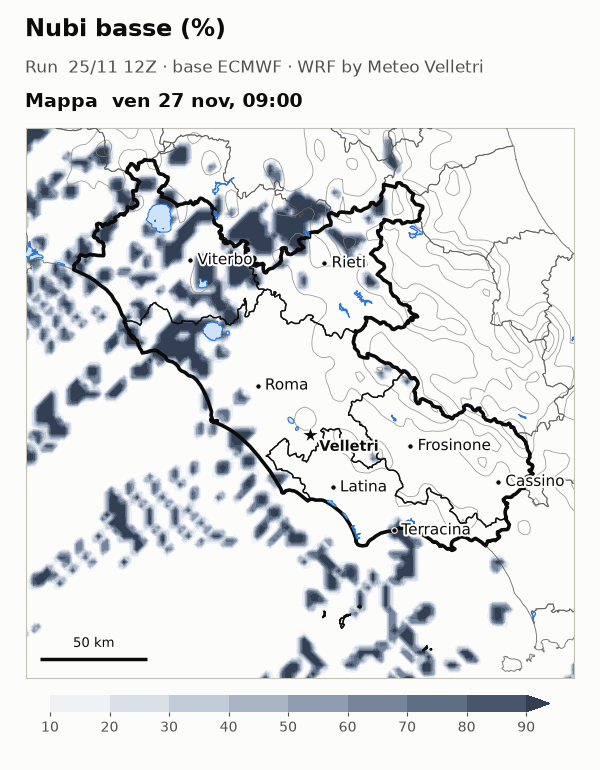 Nubi basse (%)
Run  25/11 12Z · base ECMWF · WRF by Meteo Velletri
Mappa  ven 27 nov, 09:00
Viterbo
Rieti
Roma
Velletri
Frosinone
Cassino
Latina
Terracina
50 km
10 20 30 40 50 60 70 80 90